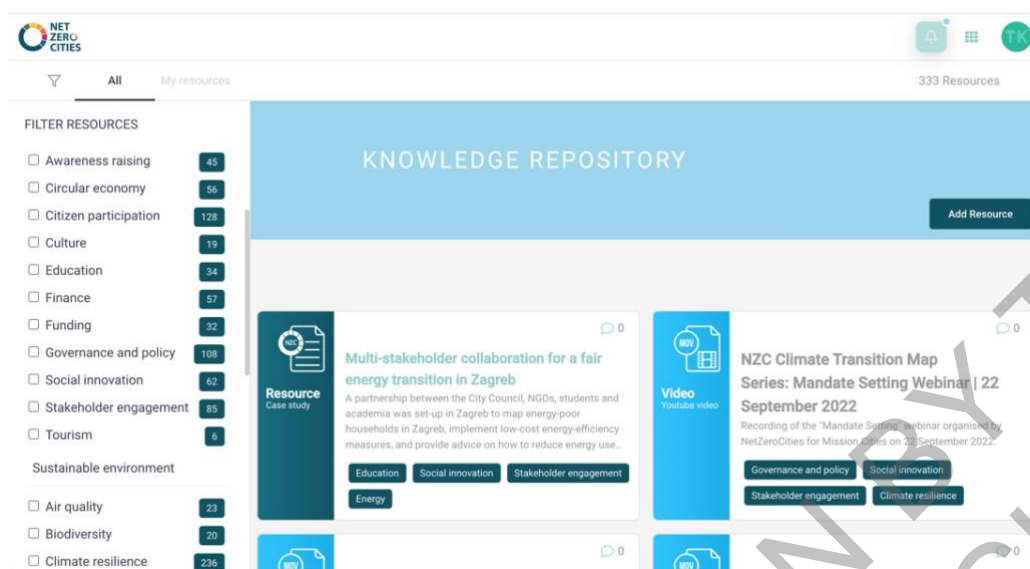 NET
ZERO
CITIES
TK
All
My resources
333 Resources
FILTER RESOURCES
Awareness raising 45
Circular economy 56
Citizen participation 128
Culture 19
Education 34
Finance 57
Funding 32
Governance and policy 108
Social innovation 62
Stakeholder engagement 85
Tourism 6
Sustainable environment
Air quality 23
Biodiversity 20
Climate resilience 236
KNOWLEDGE REPOSITORY
Add Resource
NZC
Resource
Case study
0
Multi-stakeholder collaboration for a fair
energy transition in Zagreb
A partnership between the City Council, NGOs, students and
academia was set-up in Zagreb to map energy-poor
households in Zagreb, implement low-cost energy-efficiency
measures, and provide advice on how to reduce energy use...
Education Social innovation Stakeholder engagement
Energy
MOV
Video
Youtube video
0
NZC Climate Transition Map
Series: Mandate Setting Webinar | 22
September 2022
Recording of the "Mandate Setting" webinar organised by
NetZeroCities for Mission Cities on 22 September 2022.
Governance and policy Social innovation
Stakeholder engagement Climate resilience
MOV
0
MOV
0